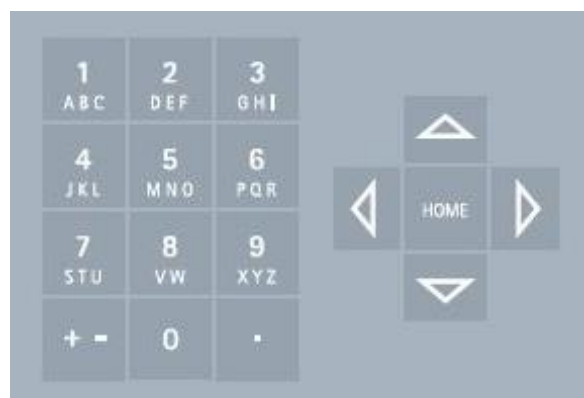 1 2 3
ABC DEF GHI
4 5 6
JKL MNO PQR
HOME
7 8 9
STU VW XYZ
+ - 0 .